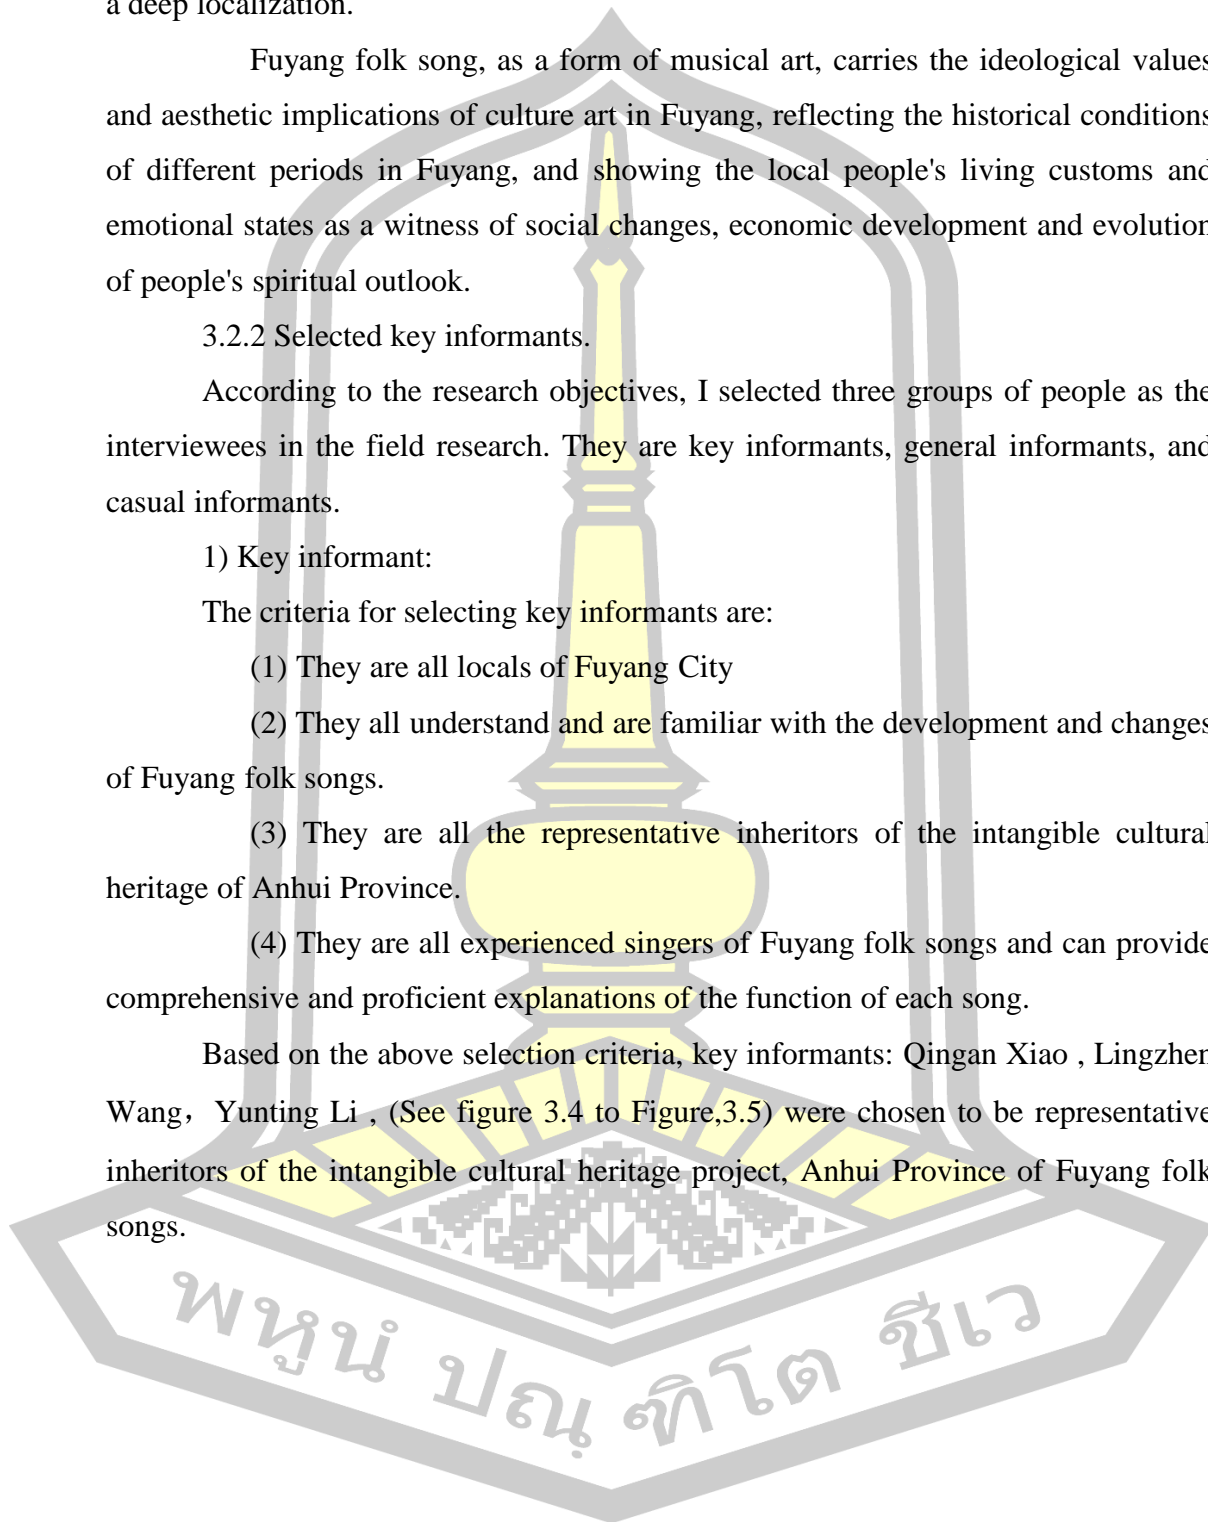 a deep localization.
Fuyang folk song, as a form of musical art, carries the ideological values
and aesthetic implications of culture art in Fuyang, reflecting the historical conditions
of different periods in Fuyang, and showing the local people's living customs and
emotional states as a witness of social changes, economic development and evolution
of people's spiritual outlook.
3.2.2 Selected key informants.
According to the research objectives, I selected three groups of people as the
interviewees in the field research. They are key informants, general informants, and
casual informants.
1) Key informant:
The criteria for selecting key informants are:
(1) They are all locals of Fuyang City
(2) They all understand and are familiar with the development and changes
of Fuyang folk songs.
(3) They are all the representative inheritors of the intangible cultural
heritage of Anhui Province.
(4) They are all experienced singers of Fuyang folk songs and can provide
comprehensive and proficient explanations of the function of each song.
Based on the above selection criteria, key informants: Qingan Xiao , Lingzhen
Wang，Yunting Li , (See figure 3.4 to Figure,3.5) were chosen to be representative
inheritors of the intangible cultural heritage project, Anhui Province of Fuyang folk
songs.
พหูนํ ปณฺฑิโต ชีเว